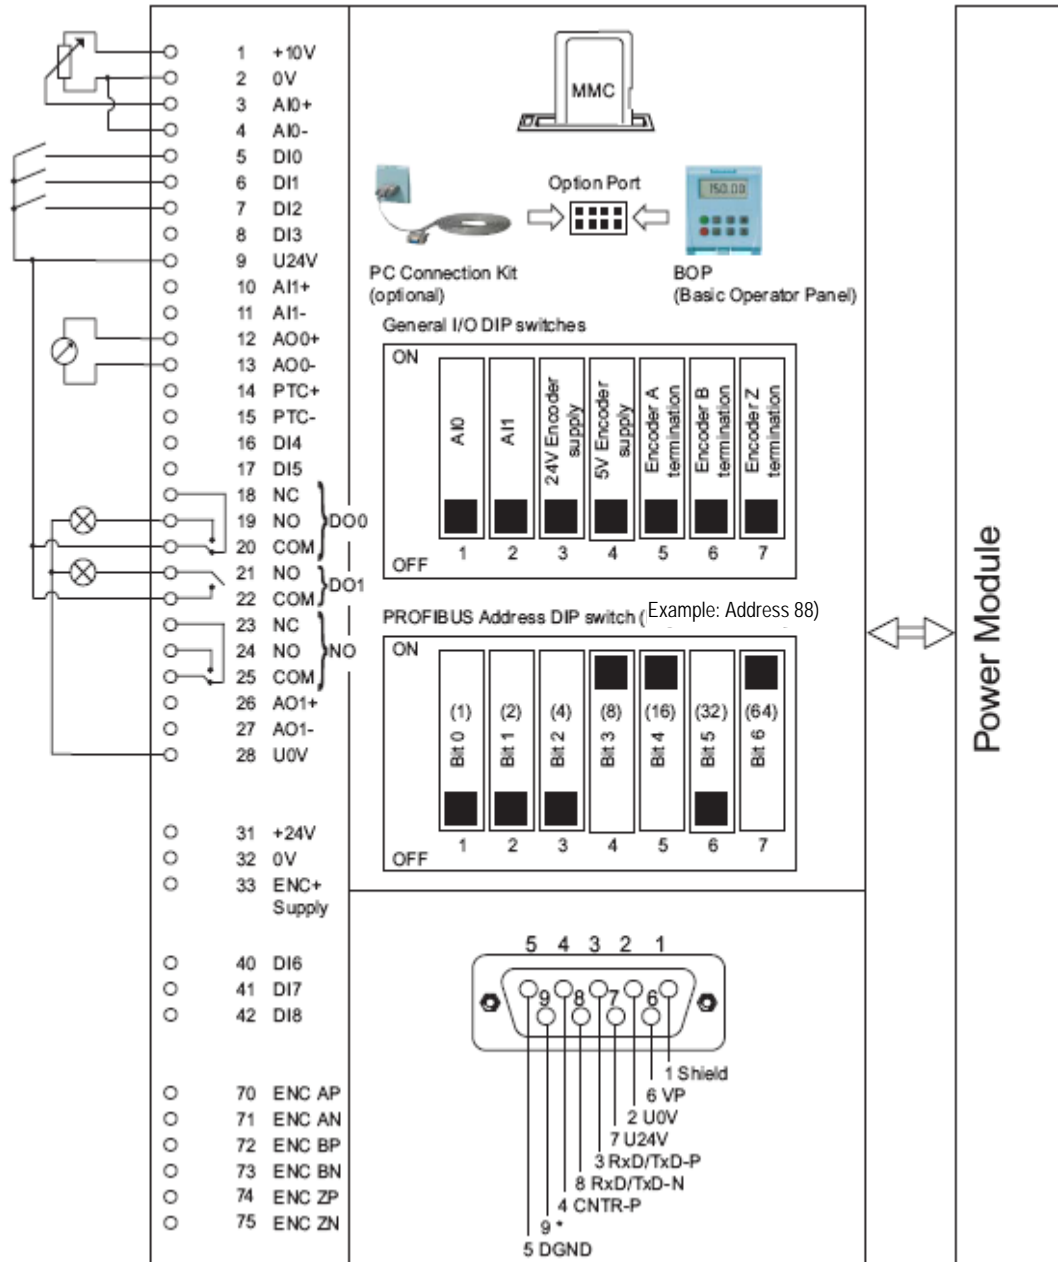 1 +10V
2 0V
3 AI0+
4 AI0-
5 DI0
6 DI1
7 DI2
8 DI3
9 U24V
10 AI1+
11 AI1-
12 AO0+
13 AO0-
14 PTC+
15 PTC-
16 DI4
17 DI5
18 NC
19 NO
20 COM
DO0
21 NO
22 COM
DO1
23 NC
24 NO
25 COM
NO
26 AO1+
27 AO1-
28 U0V
31 +24V
32 0V
33 ENC+
Supply
40 DI6
41 DI7
42 DI8
70 ENC AP
71 ENC AN
72 ENC BP
73 ENC BN
74 ENC ZP
75 ENC ZN
MMC
Option Port
150.00
PC Connection Kit
(optional)
BOP
(Basic Operator Panel)
General I/O DIP switches
ON
AI0
AI1
24V Encoder
supply
5V Encoder
supply
Encoder A
termination
Encoder B
termination
Encoder Z
termination
1 2 3 4 5 6 7
OFF
PROFIBUS Address DIP switch (Example: Address 88)
ON
(1) (2) (4) (8) (16) (32) (64)
Bit 0 Bit 1 Bit 2 Bit 3 Bit 4 Bit 5 Bit 6
1 2 3 4 5 6 7
OFF
5 4 3 2 1
9 8 7 6
1 Shield
6 VP
2 U0V
7 U24V
3 RxD/TxD-P
8 RxD/TxD-N
4 CNTR-P
9 *
5 DGND
Power Module